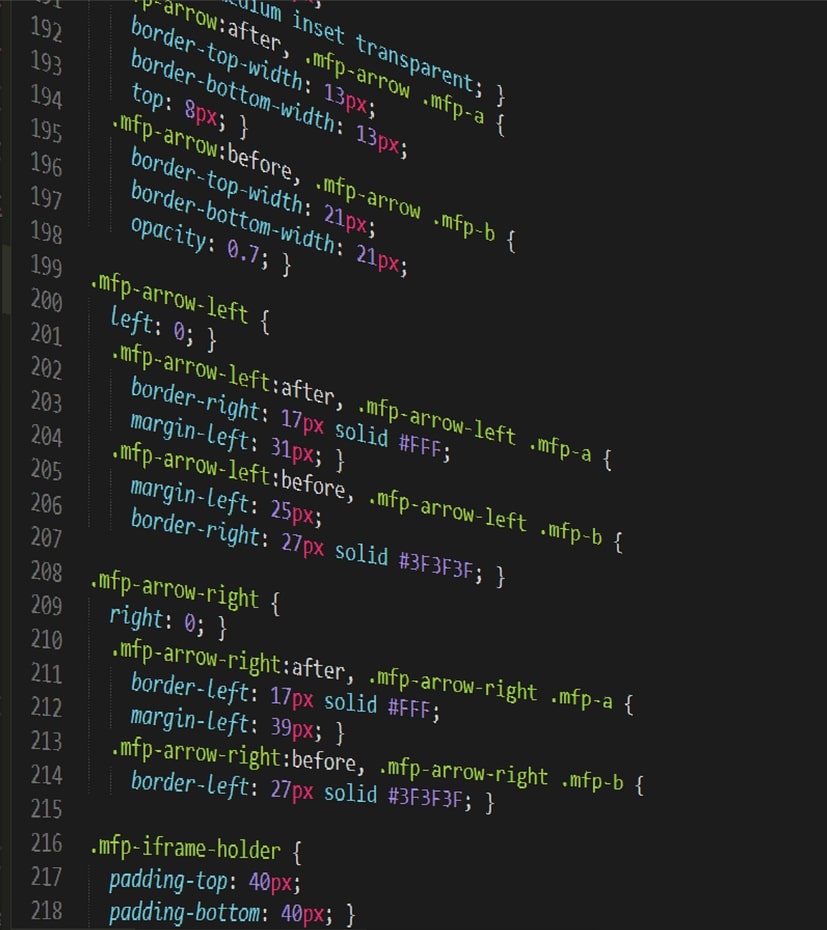 inset transparent; }
:after, .mfp-arrow .mfp-a {
191 border-top-width: 13px;
192 border-bottom-width: 13px;
193 top: 8px; }
194 .mfp-arrow:before, .mfp-arrow .mfp-b {
195 border-top-width: 21px;
196 border-bottom-width: 21px;
197 opacity: 0.7; }
198
199 .mfp-arrow-left {
200 left: 0; }
201 .mfp-arrow-left:after, .mfp-arrow-left .mfp-a {
202 border-right: 17px solid #FFF;
203 margin-left: 31px; }
204 .mfp-arrow-left:before, .mfp-arrow-left .mfp-b {
205 margin-left: 25px;
206 border-right: 27px solid #3F3F3F; }
207
208 .mfp-arrow-right {
209 right: 0; }
210 .mfp-arrow-right:after, .mfp-arrow-right .mfp-a {
211 border-left: 17px solid #FFF;
212 margin-left: 39px; }
213 .mfp-arrow-right:before, .mfp-arrow-right .mfp-b {
214 border-left: 27px solid #3F3F3F; }
215
216 .mfp-iframe-holder {
217 padding-top: 40px;
218 padding-bottom: 40px; }